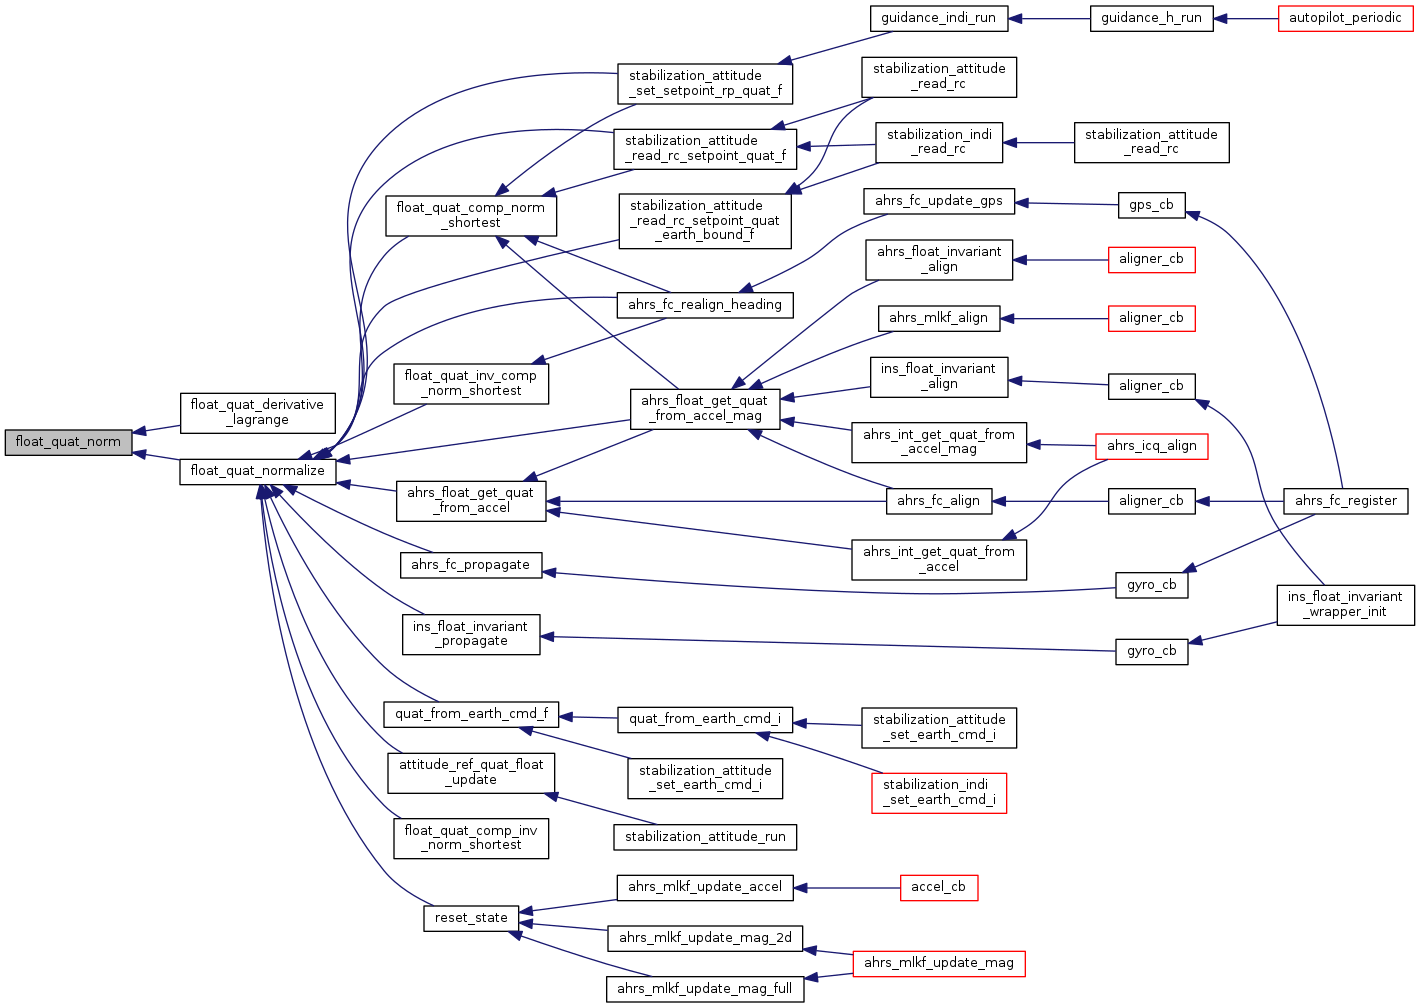 guidance_indi_run
guidance_h_run
autopilot_periodic
stabilization_attitude
_set_setpoint_rp_quat_f
stabilization_attitude
_read_rc
stabilization_attitude
_read_rc_setpoint_quat_f
stabilization_indi
_read_rc
stabilization_attitude
_read_rc
float_quat_comp_norm
_shortest
stabilization_attitude
_read_rc_setpoint_quat
_earth_bound_f
ahrs_fc_update_gps
gps_cb
ahrs_float_invariant
_align
aligner_cb
ahrs_fc_realign_heading
ahrs_mlkf_align
aligner_cb
float_quat_inv_comp
_norm_shortest
ins_float_invariant
_align
aligner_cb
float_quat_derivative
_lagrange
ahrs_float_get_quat
_from_accel_mag
float_quat_norm
ahrs_int_get_quat_from
_accel_mag
ahrs_icq_align
float_quat_normalize
ahrs_float_get_quat
_from_accel
ahrs_fc_align
aligner_cb
ahrs_fc_register
ahrs_int_get_quat_from
_accel
ahrs_fc_propagate
gyro_cb
ins_float_invariant
_wrapper_init
ins_float_invariant
_propagate
gyro_cb
quat_from_earth_cmd_f
quat_from_earth_cmd_i
stabilization_attitude
_set_earth_cmd_i
attitude_ref_quat_float
_update
stabilization_attitude
_set_earth_cmd_i
stabilization_indi
_set_earth_cmd_i
float_quat_comp_inv
_norm_shortest
stabilization_attitude_run
ahrs_mlkf_update_accel
accel_cb
reset_state
ahrs_mlkf_update_mag_2d
ahrs_mlkf_update_mag
ahrs_mlkf_update_mag_full